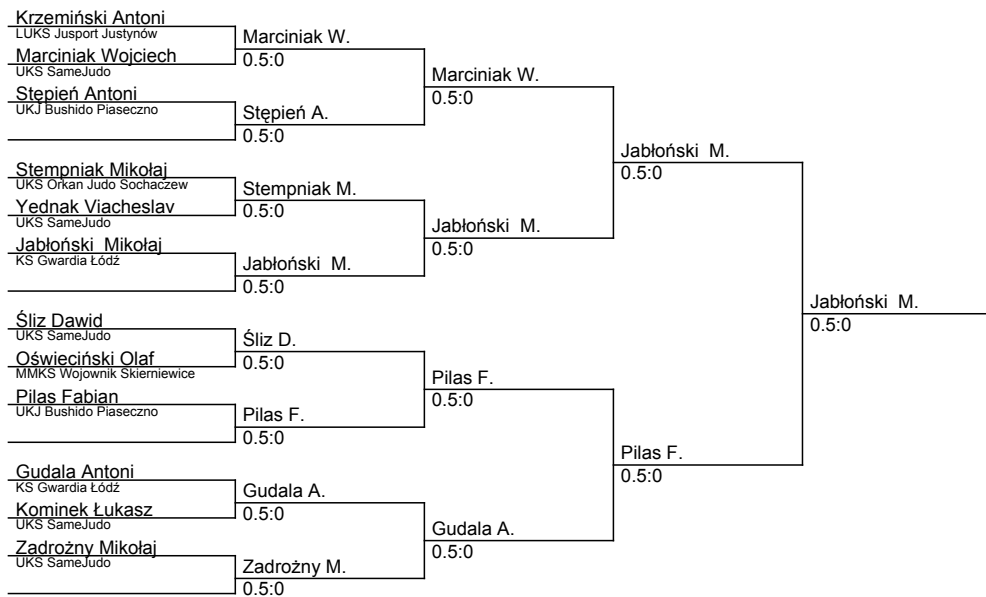 Krzemiński Antoni
LUKS Jusport Justynów
Marciniak Wojciech
UKS SameJudo
Stępień Antoni
UKJ Bushido Piaseczno
Stempniak Mikołaj
UKS Orkan Judo Sochaczew
Yednak Viacheslav
UKS SameJudo
Jabłoński  Mikołaj
KS Gwardia Łódź
Śliz Dawid
UKS SameJudo
Oświeciński Olaf
MMKS Wojownik Skierniewice
Pilas Fabian
UKJ Bushido Piaseczno
Gudala Antoni
KS Gwardia Łódź
Kominek Łukasz
UKS SameJudo
Zadrożny Mikołaj
UKS SameJudo
Marciniak W.
0.5:0
Stępień A.
0.5:0
Stempniak M.
0.5:0
Jabłoński  M.
0.5:0
Śliz D.
0.5:0
Pilas F.
0.5:0
Gudala A.
0.5:0
Zadrożny M.
0.5:0
Marciniak W.
0.5:0
Jabłoński  M.
0.5:0
Pilas F.
0.5:0
Gudala A.
0.5:0
Jabłoński  M.
0.5:0
Pilas F.
0.5:0
Jabłoński  M.
0.5:0